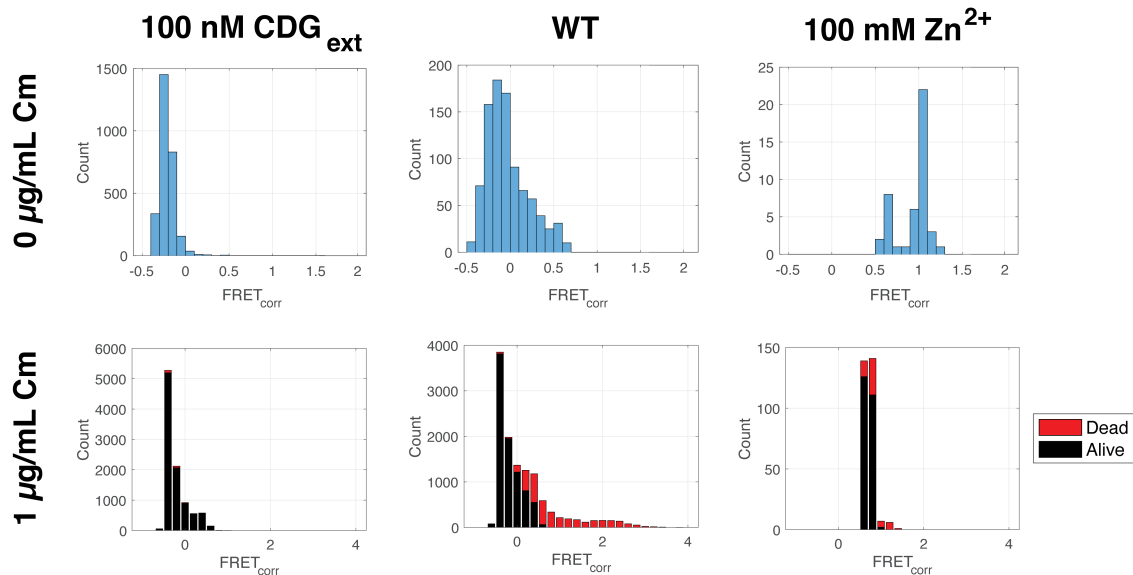 100 nM CDG ext
WT
100 mM Zn2+
0 µg/mL Cm
1500
1000
500
0
Count
-0.5 0 0.5 1 1.5 2
FRETcorr
200
150
100
50
0
Count
-0.5 0 0.5 1 1.5 2
FRETcorr
25
20
15
10
5
0
Count
-0.5 0 0.5 1 1.5 2
FRETcorr
1 µg/mL Cm
6000
5000
4000
3000
2000
1000
0
Count
0 2 4
FRETcorr
4000
3000
2000
1000
0
Count
0 2 4
FRETcorr
150
100
50
0
Count
0 2 4
FRETcorr
Dead
Alive